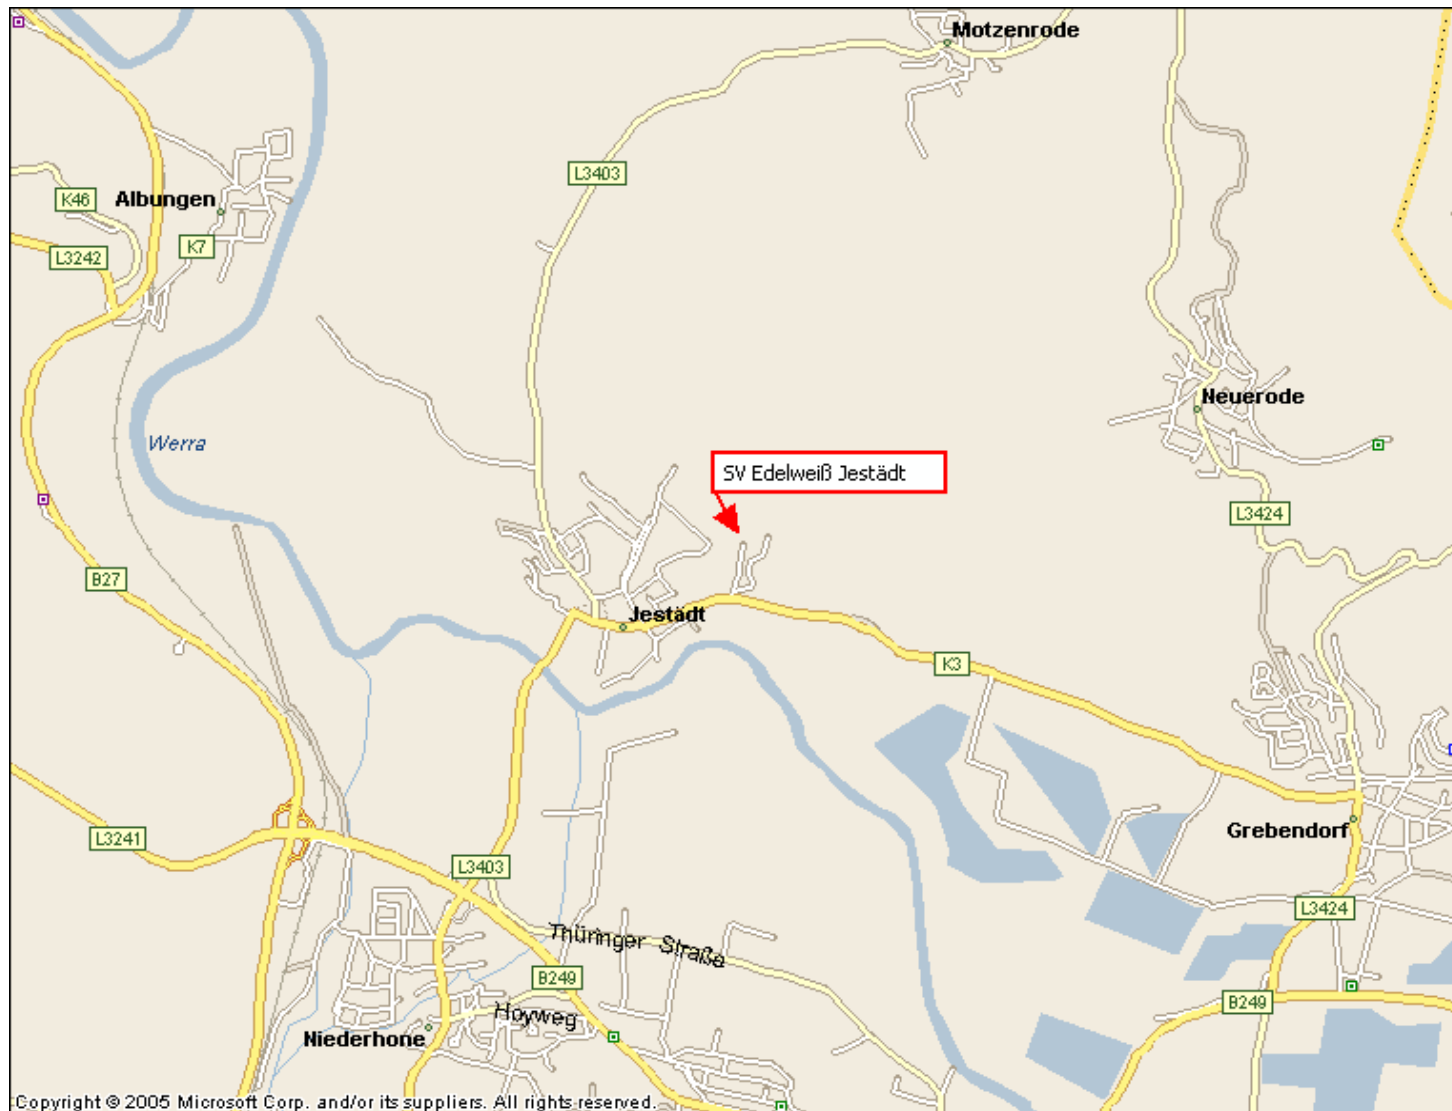 Motzenrode
L3403
K46
Albungen
K7
L3242
Neuerode
Werra
SV Edelweiß Jestädt
L3424
B27
Jestädt
K3
Grebendorf
L3241
L3403
L3424
Thüringer Straße
B249
B249
Hoyweg
Niederhone
Copyright © 2005 Microsoft Corp. and/or its suppliers. All rights reserved.